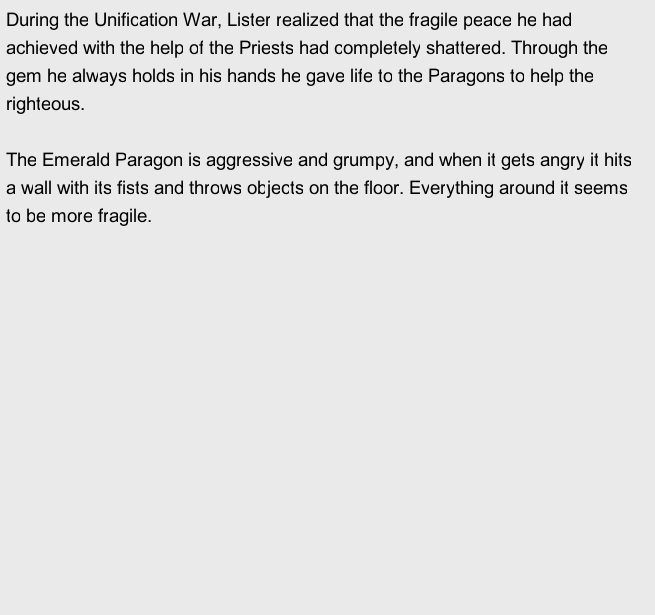 During the Unification War, Lister realized that the fragile peace he had
achieved with the help of the Priests had completely shattered. Through the
gem he always holds in his hands he gave life to the Paragons to help the
righteous.
The Emerald Paragon is aggressive and grumpy, and when it gets angry it hits
a wall with its fists and throws objects on the floor. Everything around it seems
to be more fragile.